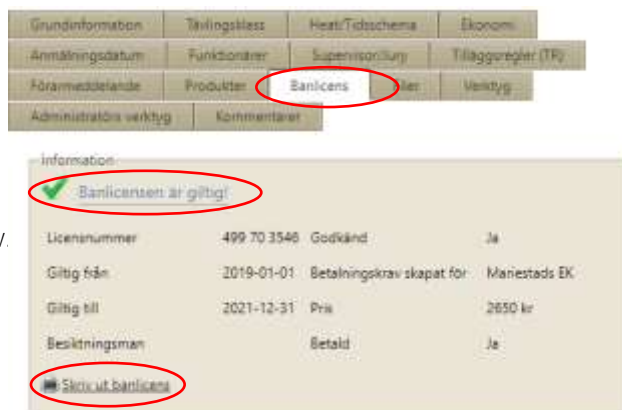 Grundinformation Tävlingsklass Heat/Tidsschema Ekonomi
Anmälningsdatum Funktionärer Supervisor/Jury Tilläggsregler (TR)
Förarmeddelande Produkter Banlicens Filer Verktyg
Administratörs verktyg Kommentarer
Information
Banlicensen är giltig!
Licensnummer 499 70 3546 Godkänd Ja
Giltig från 2019-01-01 Betalningskrav skapat för Mariestads EK
Giltig till 2021-12-31 Pris 2650 kr
Besiktningsman Betald Ja
Skriv ut banlicens